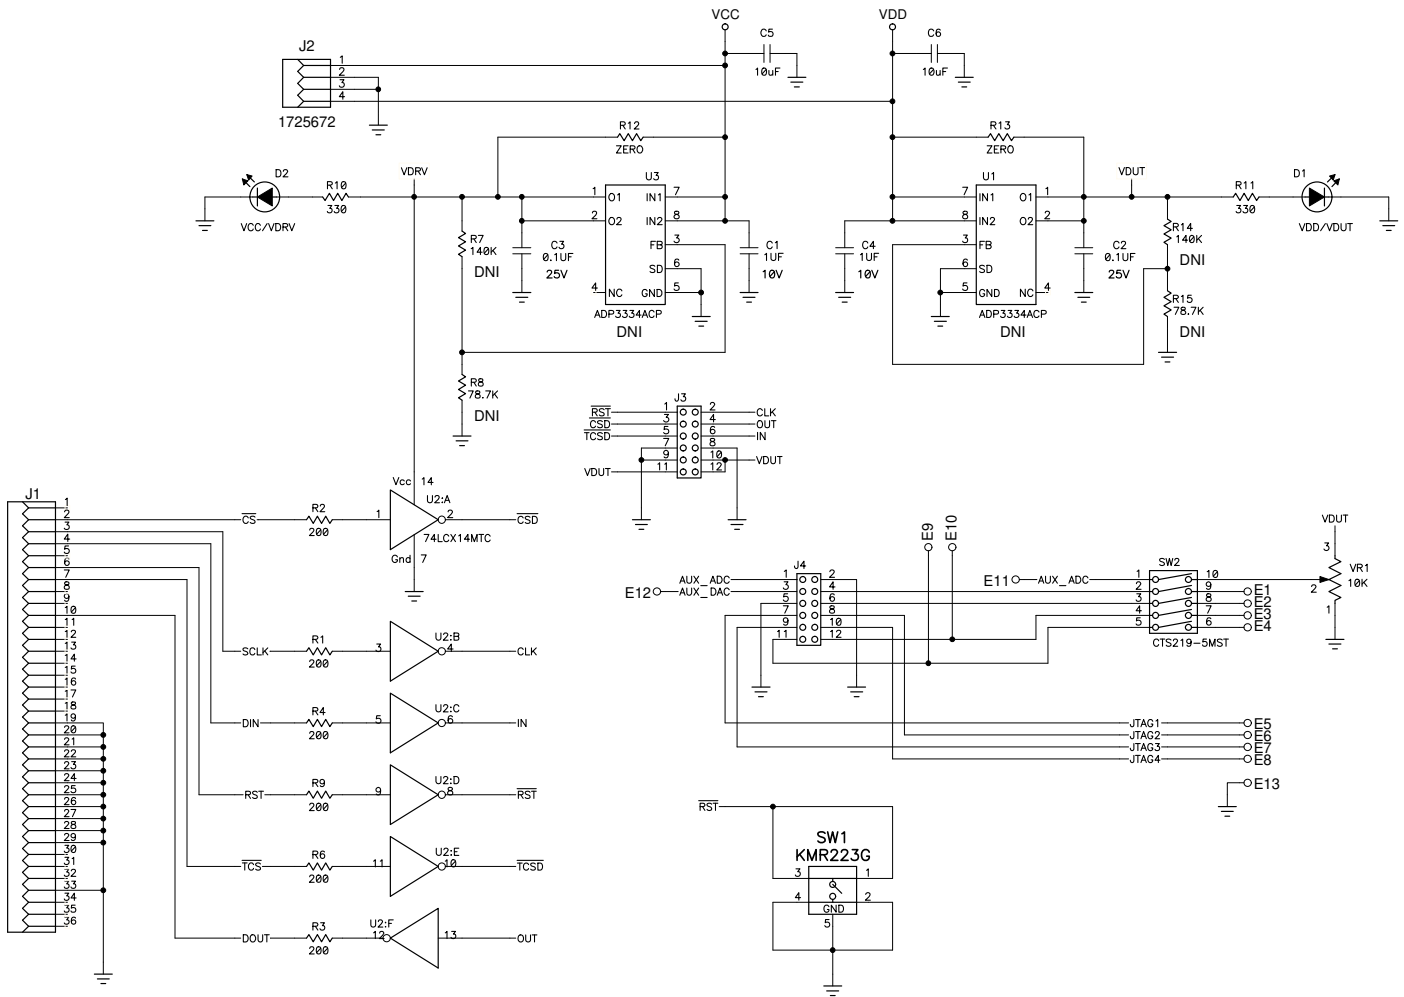 VCC
VDD
J2
1
2
3
4
1725672
C5
10uF
C6
10uF
R12
ZERO
R13
ZERO
D2
VCC/VDRV
R10
330
VDRV
R7
140K
DNI
C3
0.1UF
25V
U3
1 O1 IN1 7
2 O2 IN2 8
FB 3
SD 6
4 NC GND 5
ADP3334ACP
DNI
C1
1UF
10V
C4
1UF
10V
U1
7 IN1 O1 1
8 IN2 O2 2
3 FB
6 SD
5 GND NC 4
ADP3334ACP
DNI
C2
0.1UF
25V
VDUT
R14
140K
DNI
R15
78.7K
DNI
R11
330
D1
VDD/VDUT
R8
78.7K
DNI
J3
RST 1 2 CLK
CSD 3 4 OUT
TCSD 5 6 IN
7 8
9 10 VDUT
VDUT 11 12
J1
1
2
3
4
5
6
7
8
9
10
11
12
13
14
15
16
17
18
19
20
21
22
23
24
25
26
27
28
29
30
31
32
33
34
35
36
CS
R2
200
Vcc 14
U2:A
1 2
CSD
74LCX14MTC
Gnd 7
SCLK
R1
200
U2:B
3 4
CLK
DIN
R4
200
U2:C
5 6
IN
RST
R9
200
U2:D
9 8
RST
TCS
R6
200
U2:E
11 10
TCSD
DOUT
R3
200
U2:F
12 13
OUT
E9
E10
J4
AUX_ADC 1 2
E12 AUX_DAC 3 4
5 6
7 8
9 10
11 12
E11 AUX_ADC
SW2
1 10
2 9 E1
3 8 E2
4 7 E3
5 6 E4
CTS219-5MST
VDUT
3
VR1
10K
2
1
JTAG1 E5
JTAG2 E6
JTAG3 E7
JTAG4 E8
E13
RST
SW1
KMR223G
3 1
4 2
GND
5